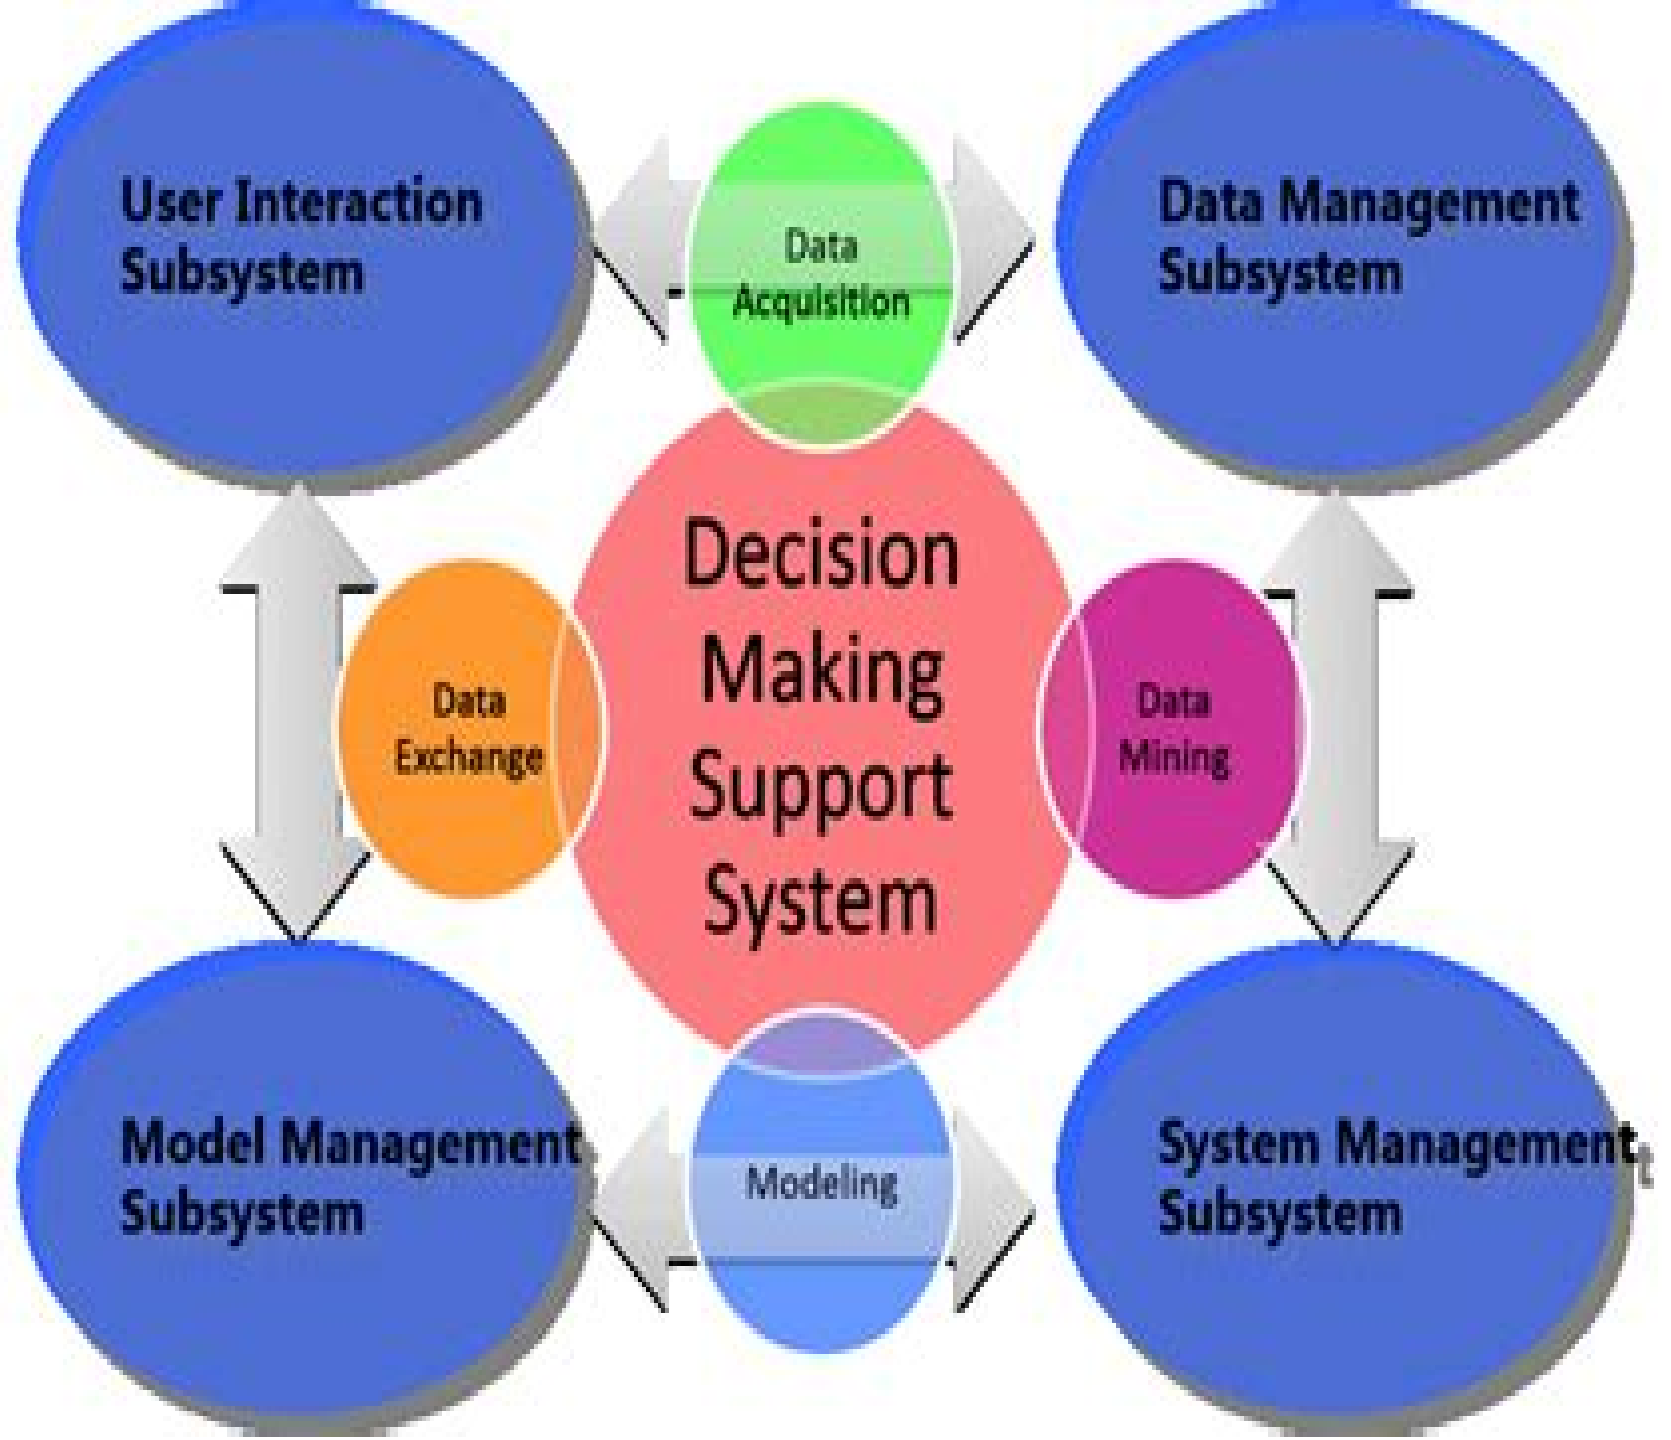 User Interaction
Subsystem
Data Management
Subsystem
Data
Acquisition
Decision
Making
Support
System
Data
Exchange
Data
Mining
Model Management
Subsystem
Modeling
System Management
Subsystem